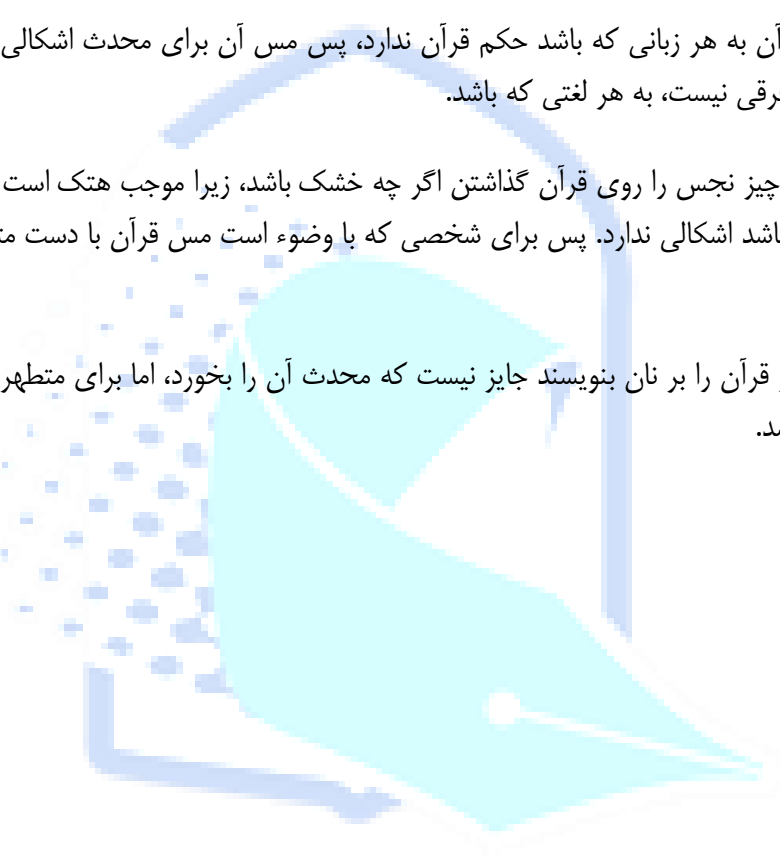 آن به هر زبانی که باشد حکم قرآن ندارد، پس مس آن برای محدث اشکالی
فرقی نیست، به هر لغتی که باشد.
چیز نجس را روی قرآن گذاشتن اگر چه خشک باشد، زیرا موجب هتک است
باشد اشکالی ندارد. پس برای شخصی که با وضوء است مس قرآن با دست
قرآن را بر نان بنویسند جایز نیست که محدث آن را بخورد، اما برای متطهر